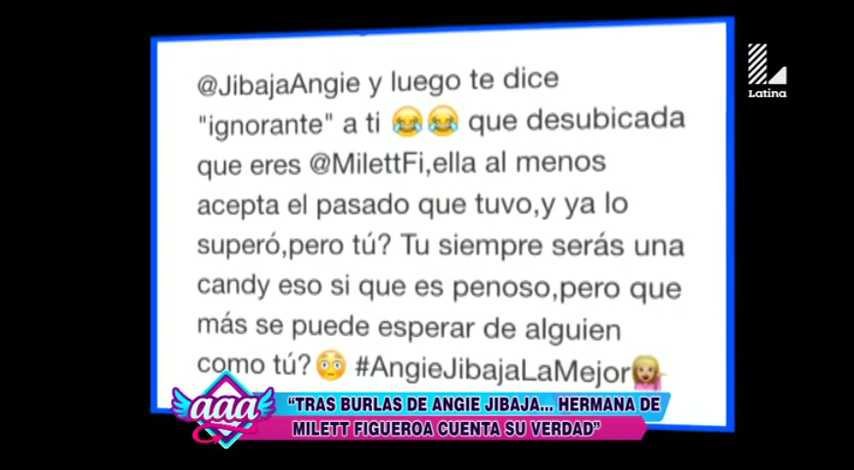 Latina
@JibajaAngie y luego te dice
"ignorante" a ti 😂😂 que desubicada
que eres @MilettFi,ella al menos
acepta el pasado que tuvo,y ya lo
superó,pero tú? Tu siempre serás una
candy eso si que es penoso,pero que
más se puede esperar de alguien
como tú?😳 #AngieJibajaLaMejor💁
aaa
“TRAS BURLAS DE ANGIE JIBAJA... HERMANA DE
MILETT FIGUEROA CUENTA SU VERDAD”